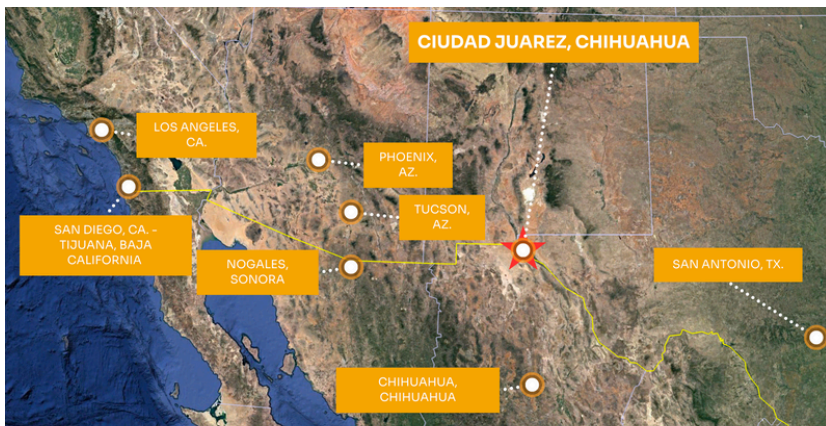 CIUDAD JUAREZ, CHIHUAHUA
LOS ANGELES,
CA.
PHOENIX,
AZ.
TUCSON,
AZ.
SAN DIEGO, CA. -
TIJUANA, BAJA
CALIFORNIA
NOGALES,
SONORA
SAN ANTONIO, TX.
CHIHUAHUA,
CHIHUAHUA